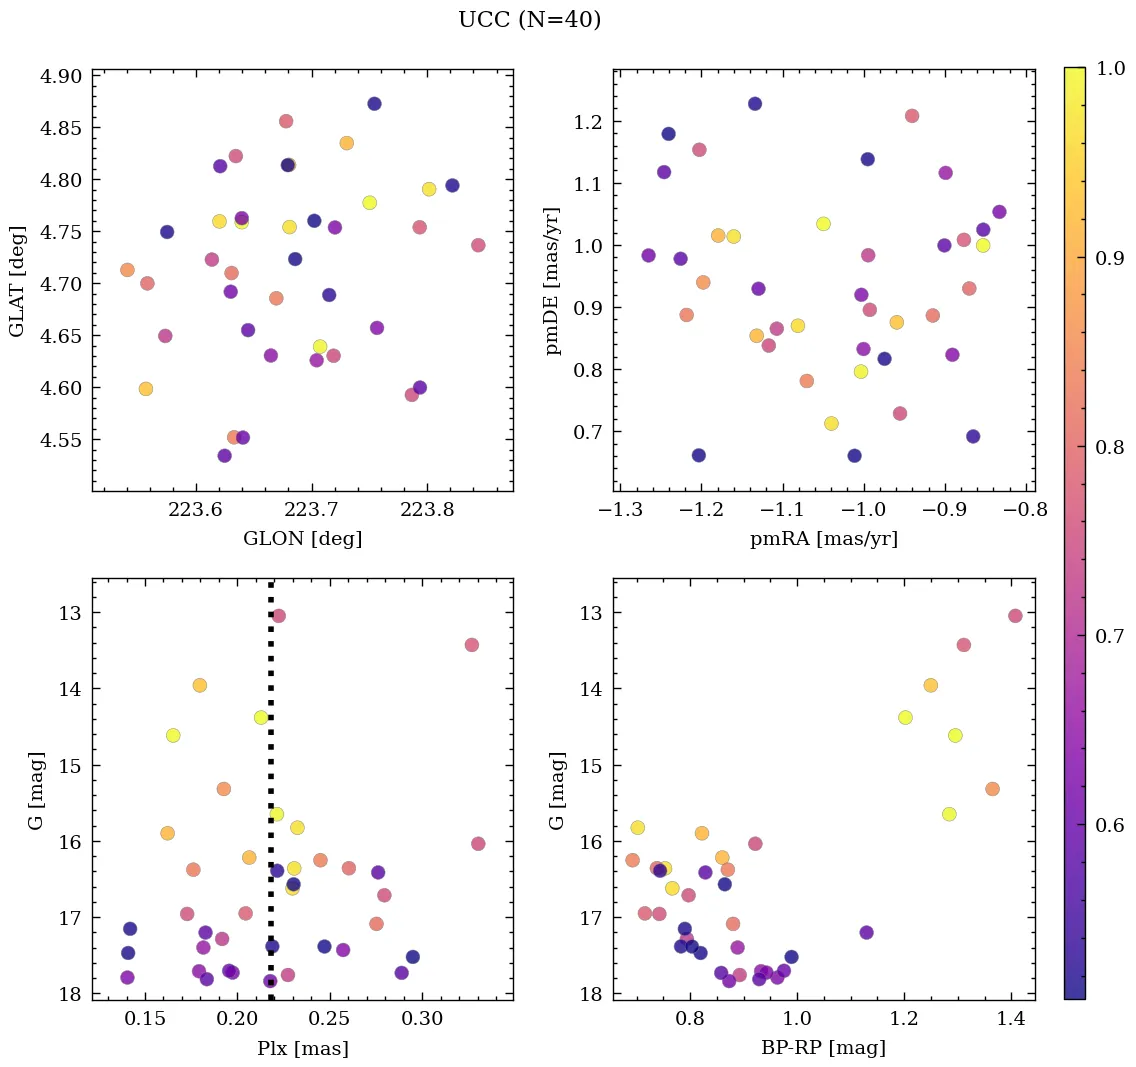 UCC (N=40)
4.90
4.85
4.80
4.75
4.70
4.65
4.60
4.55
GLAT [deg]
223.6 223.7 223.8
GLON [deg]
1.2
1.1
1.0
0.9
0.8
0.7
pmDE [mas/yr]
−1.3 −1.2 −1.1 −1.0 −0.9 −0.8
pmRA [mas/yr]
13
14
15
16
17
18
G [mag]
0.15 0.20 0.25 0.30
Plx [mas]
13
14
15
16
17
18
G [mag]
0.8 1.0 1.2 1.4
BP-RP [mag]
1.0
0.9
0.8
0.7
0.6